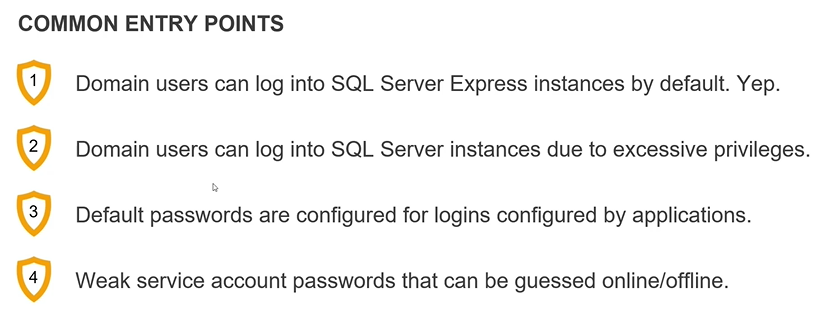 COMMON ENTRY POINTS
1 Domain users can log into SQL Server Express instances by default. Yep.
2 Domain users can log into SQL Server instances due to excessive privileges.
3 Default passwords are configured for logins configured by applications.
4 Weak service account passwords that can be guessed online/offline.